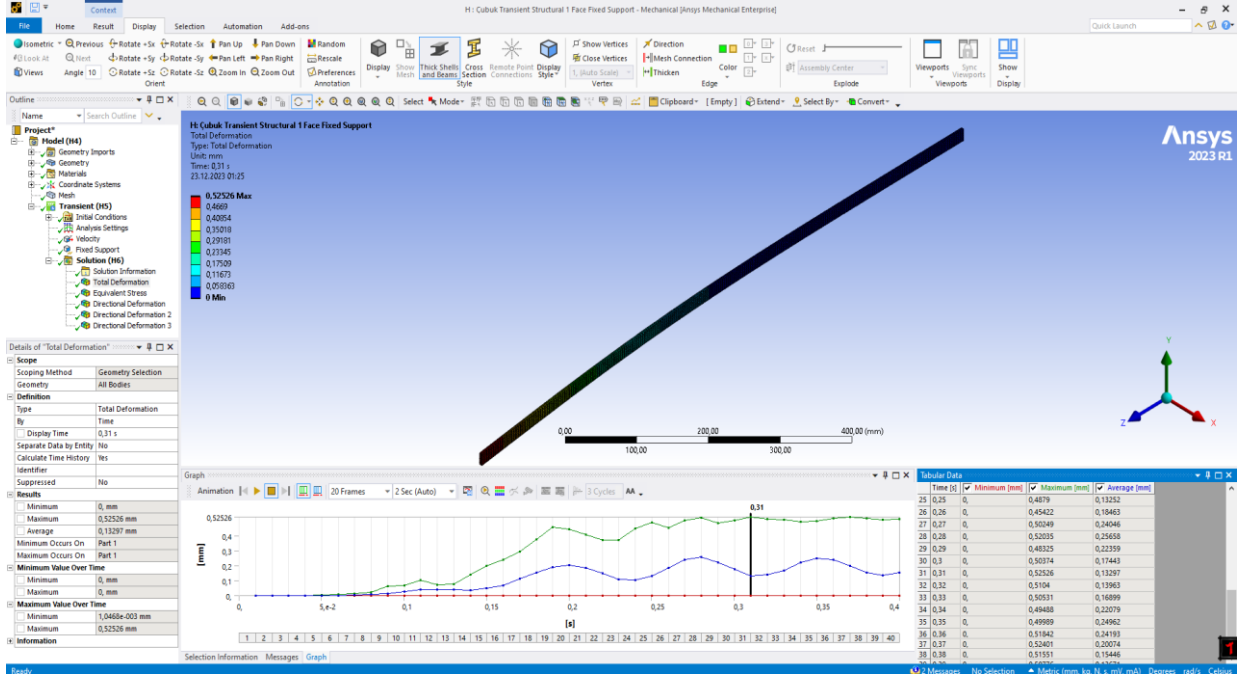 Context
H : Çubuk Transient Structural 1 Face Fixed Support - Mechanical [Ansys Mechanical Enterprise]
File Home Result Display Selection Automation Add-ons Quick Launch
Isometric Previous Rotate +Sx Rotate -Sx Pan Up Pan Down Random
Look At Next Rotate +Sy Rotate -Sy Pan Left Pan Right Rescale
Views Angle 10 Rotate +Sz Rotate -Sz Zoom In Zoom Out Preferences
Orient Annotation
Display Show Mesh Thick Shells and Beams Cross Section Remote Point Connections Display Style
Style
Show Vertices
Close Vertices
1, (Auto Scale)
Vertex
Direction
Mesh Connection
Thicken
Color
Edge
Reset
Assembly Center
Explode
Viewports Sync Viewports
Viewports
Show
Display
Select Mode Clipboard [ Empty ] Extend Select By Convert
Outline
Name Search Outline
Project*
Model (H4)
Geometry Imports
Geometry
Materials
Coordinate Systems
Mesh
Transient (H5)
Initial Conditions
Analysis Settings
Velocity
Fixed Support
Solution (H6)
Solution Information
Total Deformation
Equivalent Stress
Directional Deformation
Directional Deformation 2
Directional Deformation 3
Details of "Total Deformation"
Scope
Scoping Method Geometry Selection
Geometry All Bodies
Definition
Type Total Deformation
By Time
Display Time 0,31 s
Separate Data by Entity No
Calculate Time History Yes
Identifier
Suppressed No
Results
Minimum 0, mm
Maximum 0,52526 mm
Average 0,13297 mm
Minimum Occurs On Part 1
Maximum Occurs On Part 1
Minimum Value Over Time
Minimum 0, mm
Maximum 0, mm
Maximum Value Over Time
Minimum 1,0468e-003 mm
Maximum 0,52526 mm
Information
H: Çubuk Transient Structural 1 Face Fixed Support
Total Deformation
Type: Total Deformation
Unit: mm
Time: 0,31 s
23.12.2023 01:25
0,52526 Max
0,4669
0,40854
0,35018
0,29181
0,23345
0,17509
0,11673
0,058363
0 Min
Ansys
2023 R1
0,00 200,00 400,00 (mm)
100,00 300,00
Y
Z X
Graph
Animation 20 Frames 2 Sec (Auto) 3 Cycles
0,31
0,52526
0,4
0,3
0,2
0,1
[mm]
0, 5,e-2 0,1 0,15 0,2 0,25 0,3 0,35 0,4
[s]
1 2 3 4 5 6 7 8 9 10 11 12 13 14 15 16 17 18 19 20 21 22 23 24 25 26 27 28 29 30 31 32 33 34 35 36 37 38 39 40
Selection Information Messages Graph
Tabular Data
Time [s] Minimum [mm] Maximum [mm] Average [mm]
25 0,25 0, 0,4879 0,13252
26 0,26 0, 0,45422 0,18463
27 0,27 0, 0,50249 0,24046
28 0,28 0, 0,52035 0,25658
29 0,29 0, 0,48325 0,22359
30 0,3 0, 0,50374 0,17443
31 0,31 0, 0,52526 0,13297
32 0,32 0, 0,5104 0,13963
33 0,33 0, 0,50531 0,16899
34 0,34 0, 0,49488 0,22079
35 0,35 0, 0,49989 0,24962
36 0,36 0, 0,51842 0,24193
37 0,37 0, 0,52401 0,20074
38 0,38 0, 0,51551 0,15446
1
Ready 2 Messages No Selection Metric (mm, kg, N, s, mV, mA) Degrees rad/s Celsius